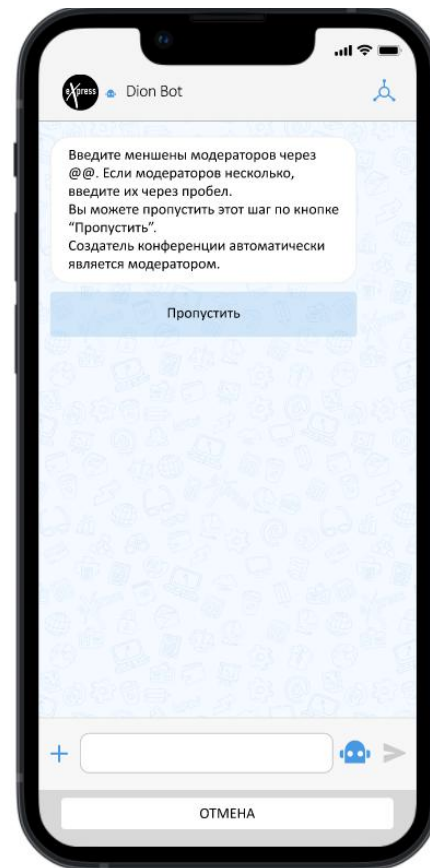 eXpress
Dion Bot
Введите меншены модераторов через
@@. Если модераторов несколько,
введите их через пробел.
Вы можете пропустить этот шаг по кнопке
“Пропустить”.
Создатель конференции автоматически
является модератором.
Пропустить
ОТМЕНА